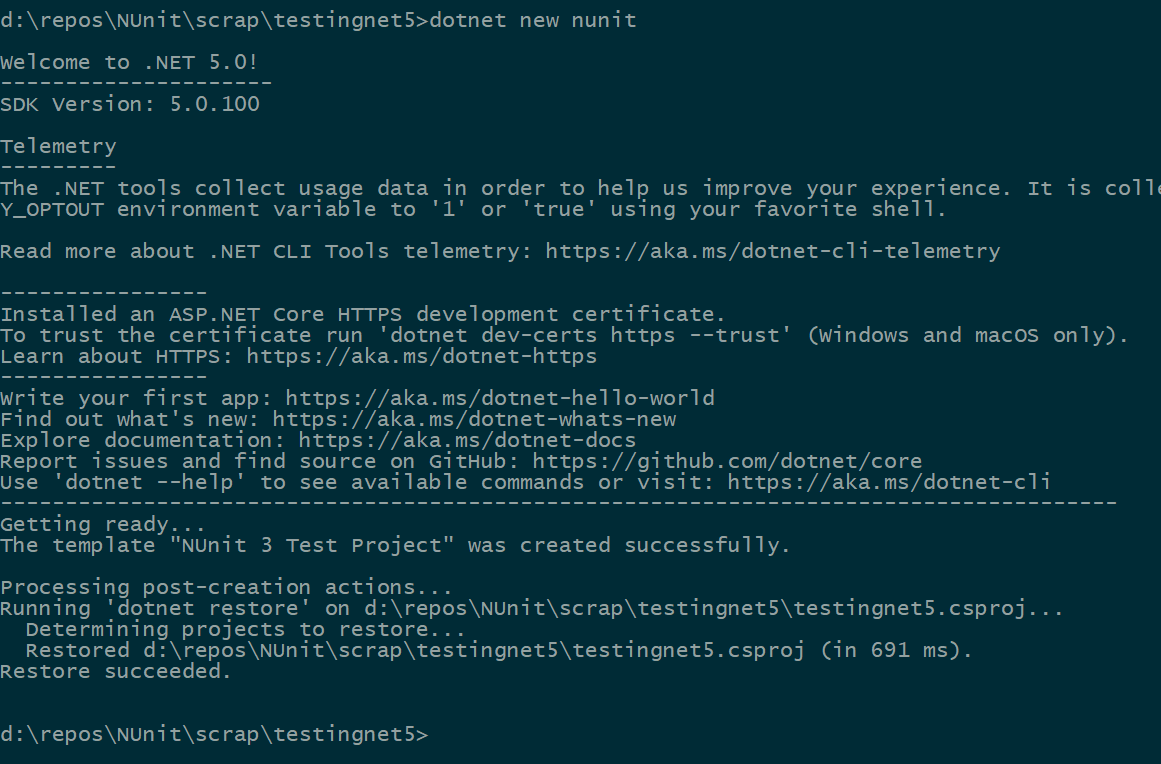 d:\repos\NUnit\scrap\testingnet5>dotnet new nunit
Welcome to .NET 5.0!
---------------------
SDK Version: 5.0.100
Telemetry
---------
The .NET tools collect usage data in order to help us improve your experience. It is colle
Y_OPTOUT environment variable to '1' or 'true' using your favorite shell.
Read more about .NET CLI Tools telemetry: https://aka.ms/dotnet-cli-telemetry
----------------
Installed an ASP.NET Core HTTPS development certificate.
To trust the certificate run 'dotnet dev-certs https --trust' (Windows and macOS only).
Learn about HTTPS: https://aka.ms/dotnet-https
----------------
Write your first app: https://aka.ms/dotnet-hello-world
Find out what's new: https://aka.ms/dotnet-whats-new
Explore documentation: https://aka.ms/dotnet-docs
Report issues and find source on GitHub: https://github.com/dotnet/core
Use 'dotnet --help' to see available commands or visit: https://aka.ms/dotnet-cli
--------------------------------------------------------------------------------------
Getting ready...
The template "NUnit 3 Test Project" was created successfully.
Processing post-creation actions...
Running 'dotnet restore' on d:\repos\NUnit\scrap\testingnet5\testingnet5.csproj...
  Determining projects to restore...
  Restored d:\repos\NUnit\scrap\testingnet5\testingnet5.csproj (in 691 ms).
Restore succeeded.
d:\repos\NUnit\scrap\testingnet5>